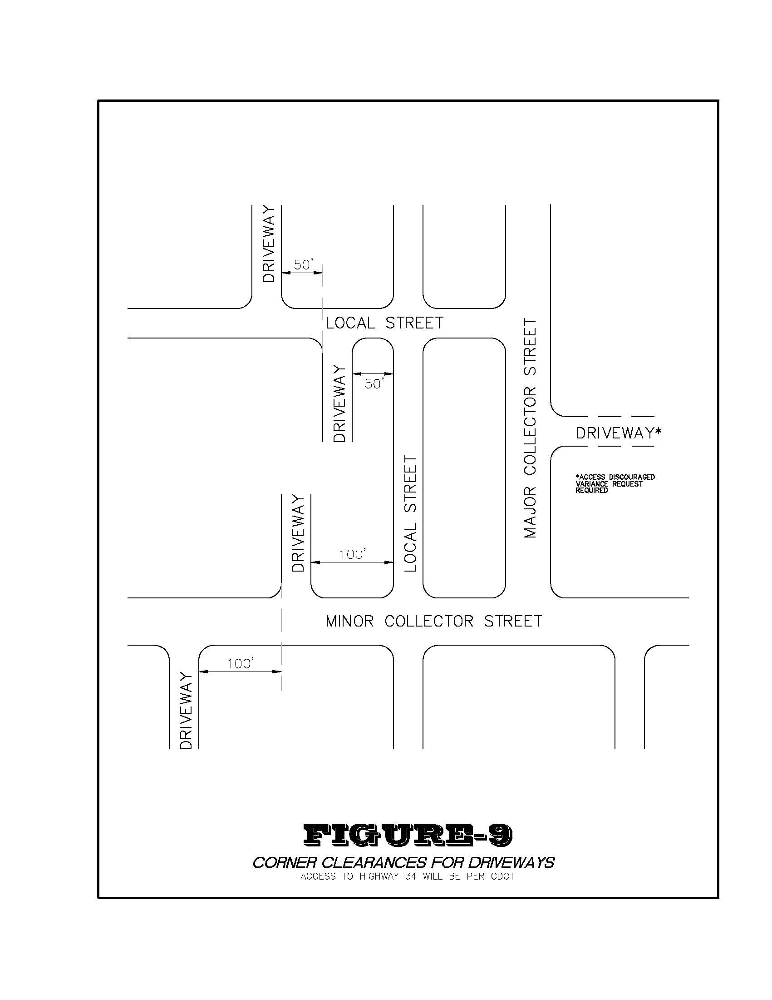 DRIVEWAY
50'
LOCAL STREET
50'
DRIVEWAY
MAJOR COLLECTOR STREET
DRIVEWAY*
*ACCESS DISCOURAGED
VARIANCE REQUEST
REQUIRED
LOCAL STREET
DRIVEWAY
100'
MINOR COLLECTOR STREET
100'
DRIVEWAY
FIGURE-9
CORNER CLEARANCES FOR DRIVEWAYS
ACCESS TO HIGHWAY 34 WILL BE PER CDOT